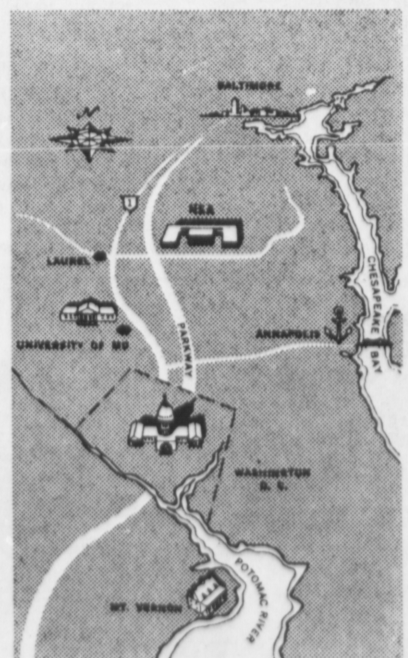 BALTIMORE
N
1
NSA
LAUREL
PARKWAY
CHESAPEAKE BAY
ANNAPOLIS
UNIVERSITY OF MD
WASHINGTON
D. C.
POTOMAC RIVER
MT. VERNON